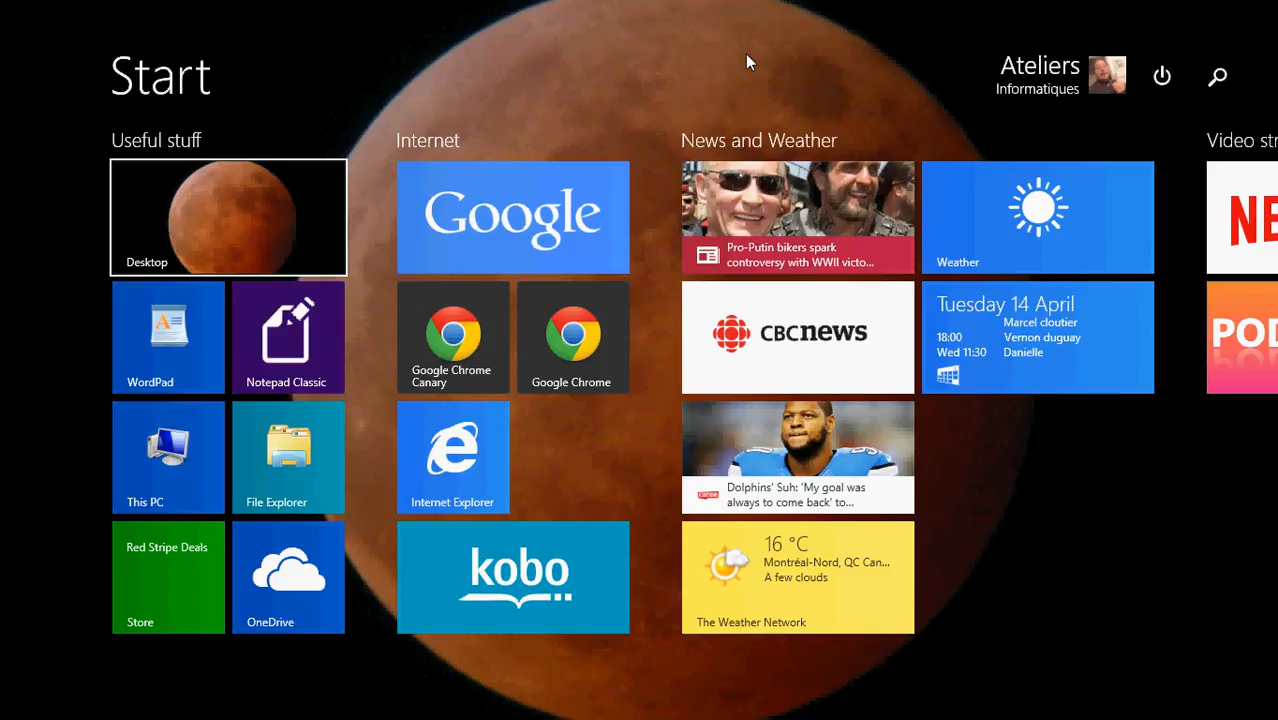 Start
Ateliers
Informatiques
Useful stuff
Desktop
WordPad
Notepad Classic
This PC
File Explorer
Red Stripe Deals
Store
OneDrive
Internet
Google
Google Chrome
Canary
Google Chrome
Internet Explorer
kobo
News and Weather
Pro-Putin bikers spark
controversy with WWII victo...
Weather
CBCNEWS
Tuesday 14 April
Marcel cloutier
18:00 Vernon duguay
Wed 11:30 Danielle
canoe
Dolphins' Suh: 'My goal was
always to come back' to...
16 °C
Montréal-Nord, QC Can...
A few clouds
The Weather Network
Video str
NE
POD